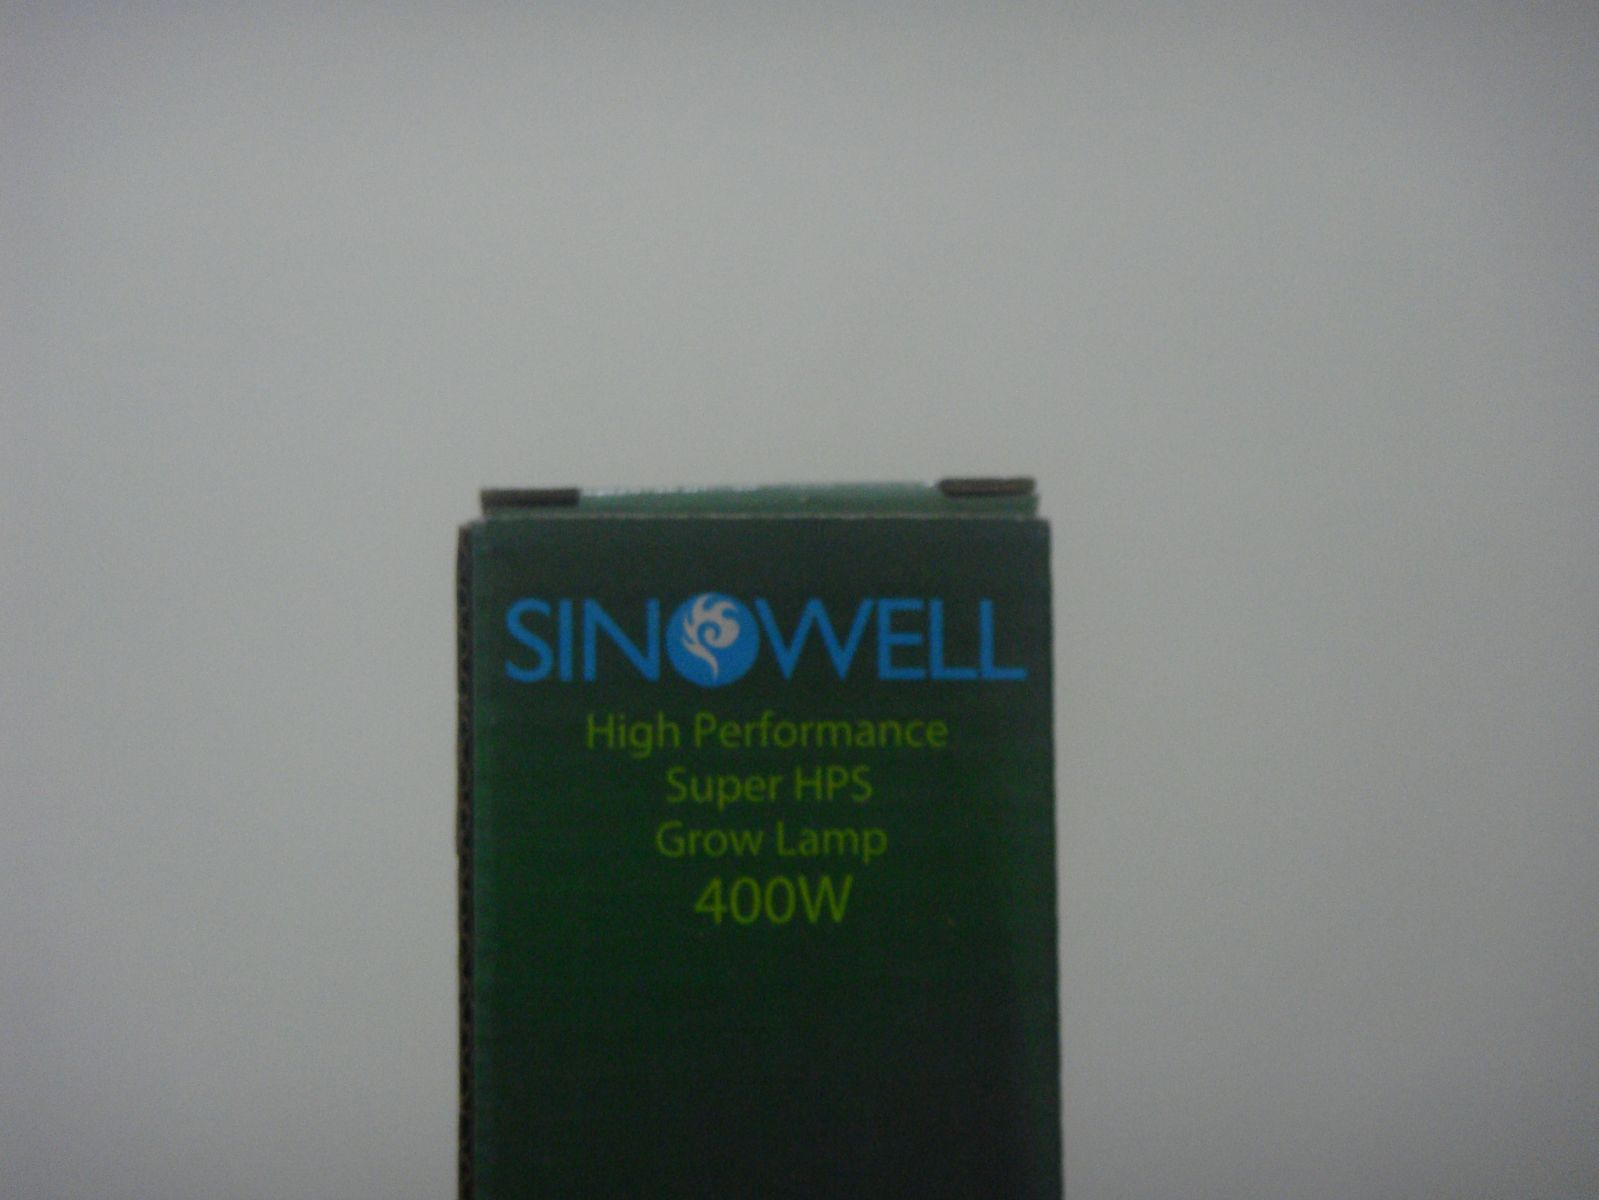 SINOWELL
High Performance
Super HPS
Grow Lamp
400W